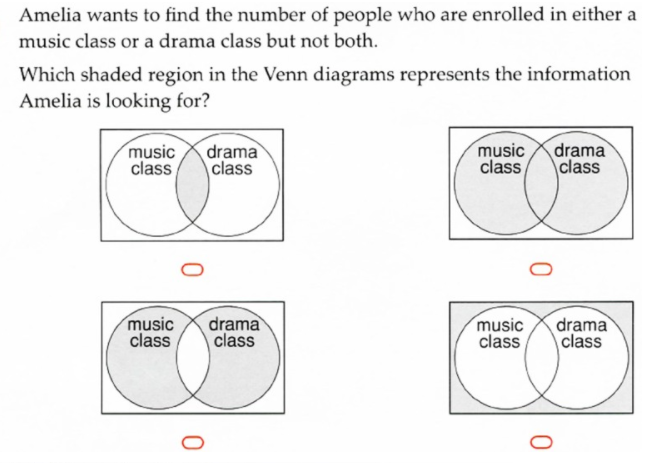 Amelia wants to find the number of people who are enrolled in either a
music class or a drama class but not both.
Which shaded region in the Venn diagrams represents the information
Amelia is looking for?
music class
drama class
music class
drama class
music class
drama class
music class
drama class